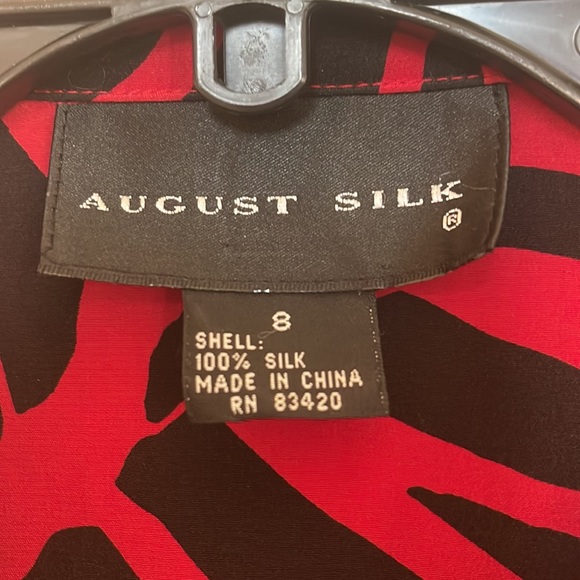 AUGUST SILK ®
8
SHELL:
100% SILK
MADE IN CHINA
RN 83420